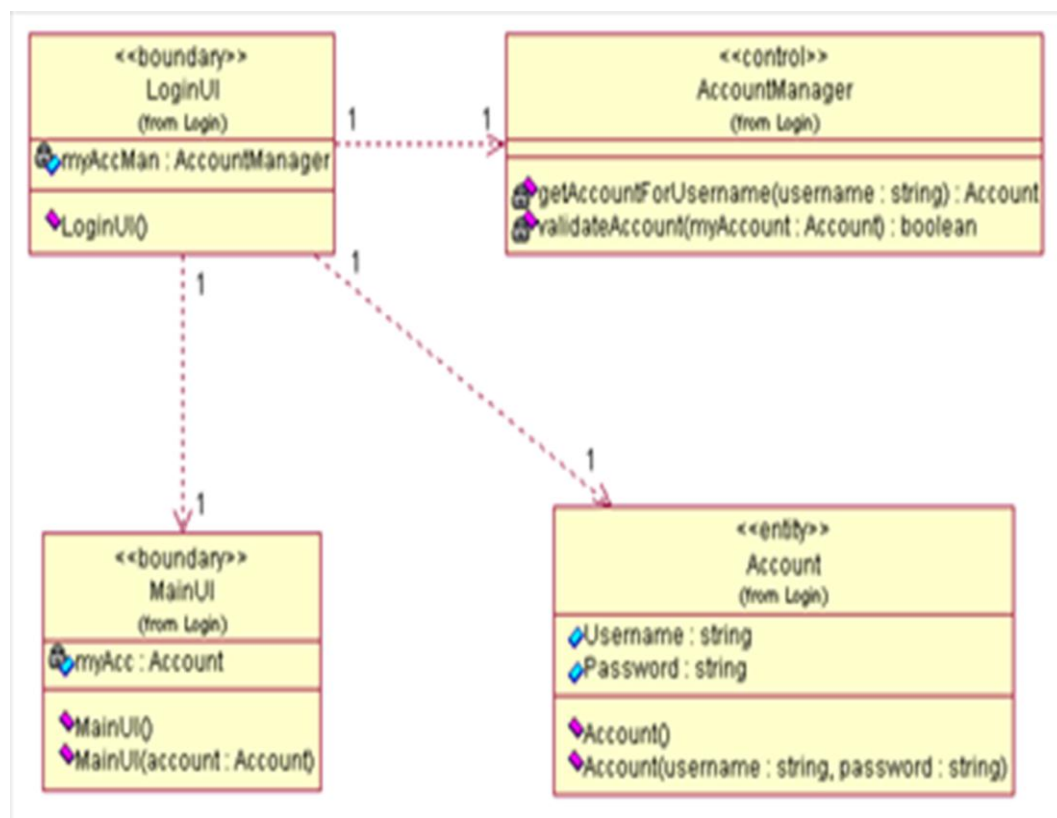 <<boundary>>
LoginUI
(from Login)
myAccMan : AccountManager
LoginUI()
1
1
<<control>>
AccountManager
(from Login)
getAccountForUsername(username : string) : Account
validateAccount(myAccount : Account) : boolean
1
1
1
1
<<boundary>>
MainUI
(from Login)
myAcc : Account
MainUI()
MainUI(account : Account)
<<entity>>
Account
(from Login)
Username : string
Password : string
Account()
Account(username : string, password : string)